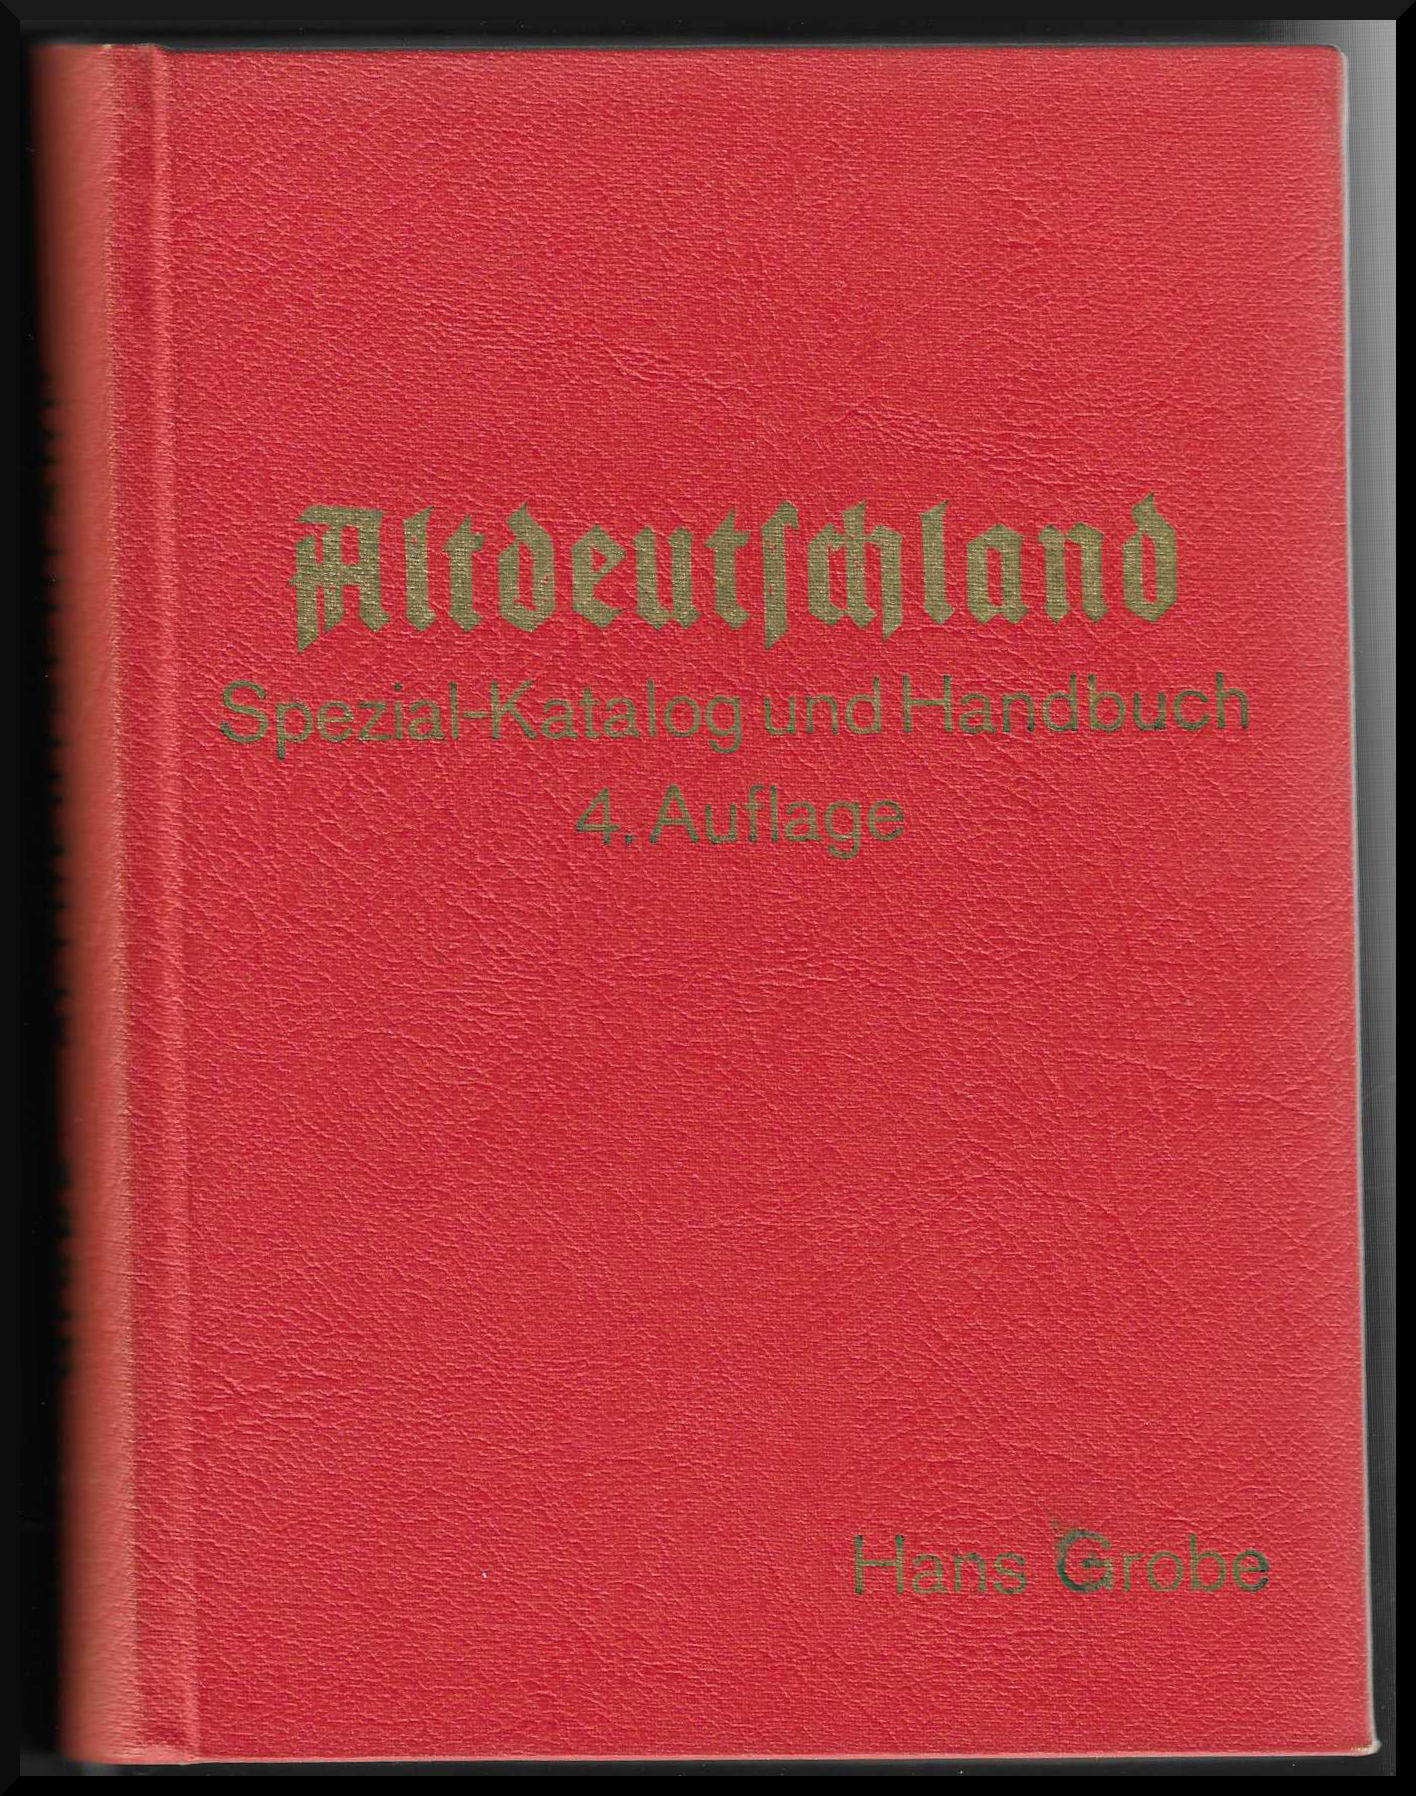 Altdeutſchland
Spezial-Katalog und Handbuch
4. Auflage
Hans Grobe